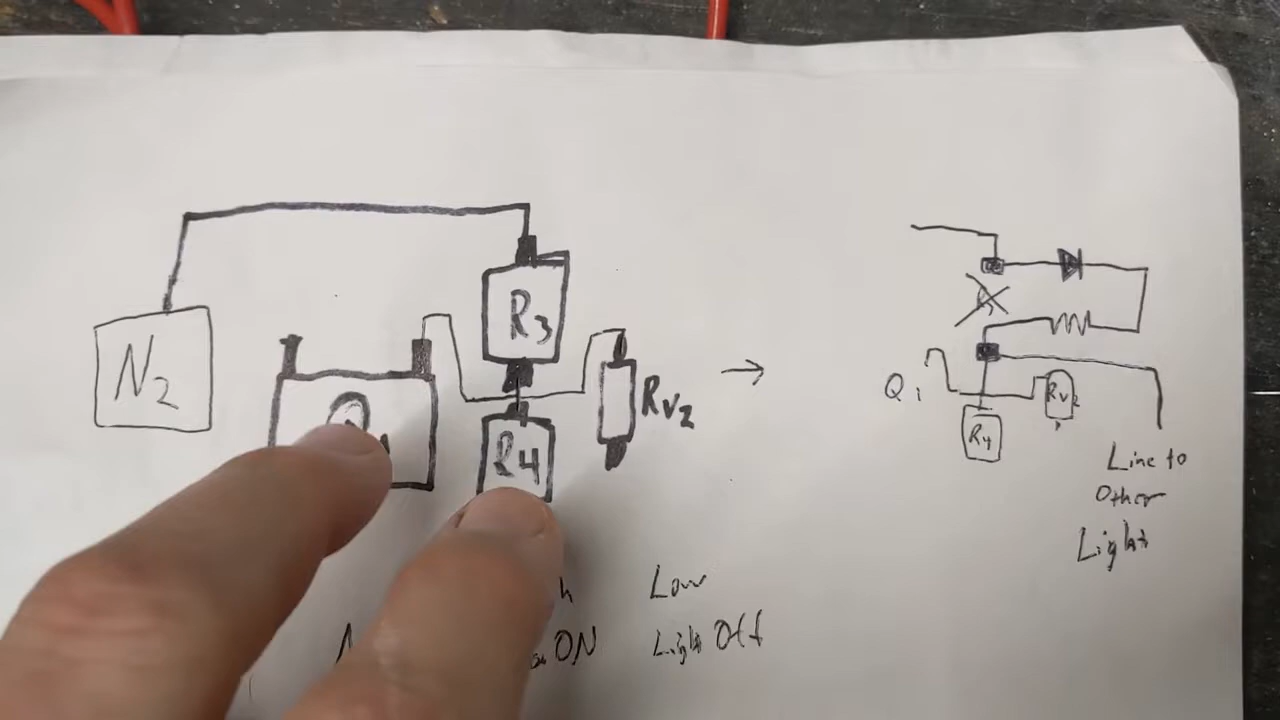 N2
R3
R4
Rv2
Q1
R4
Rv2
Line to
Other
Light
Low
ON
Light Off